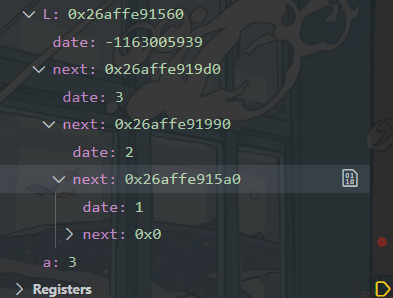 L: 0x26affe91560
date: -1163005939
next: 0x26affe919d0
date: 3
next: 0x26affe91990
date: 2
next: 0x26affe915a0
date: 1
next: 0x0
a: 3
Registers